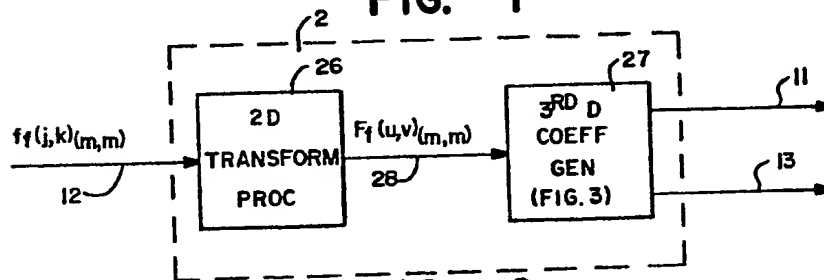 FIG. 1
2
26
27
11
f_f(j,k)(m,m)
2D
TRANSFORM
PROC
F_f(u,v)(m,m)
3RD D
COEFF
GEN
(FIG.3)
12
28
13